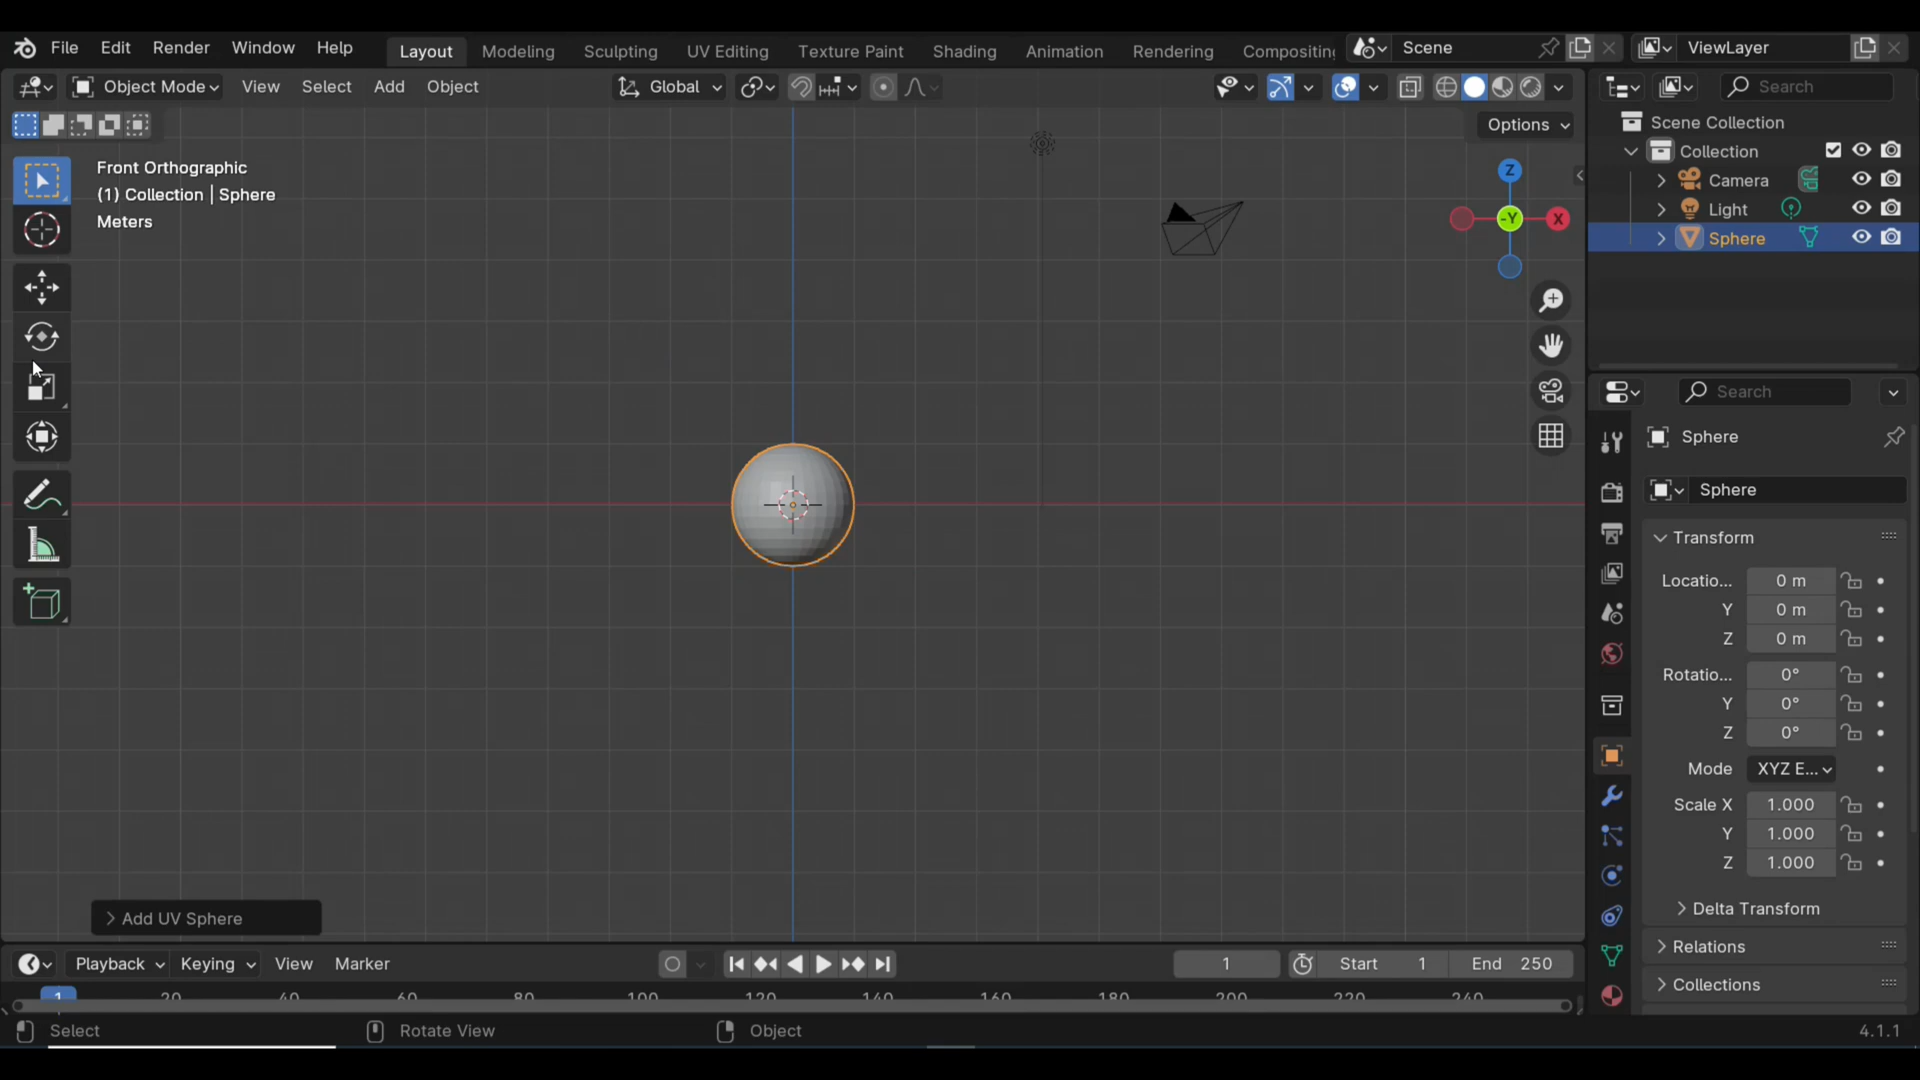 File Edit Render Window Help Layout Modeling Sculpting UV Editing Texture Paint Shading Animation Rendering Compositing Scene ViewLayer
Object Mode View Select Add Object Global Search
Options
Scene Collection
Collection
Camera
Light
Sphere
Front Orthographic
(1) Collection | Sphere
Meters
Z
-Y X
Search
Sphere
Sphere
Transform
Locatio... 0 m
Y 0 m
Z 0 m
Rotatio... 0°
Y 0°
Z 0°
Mode XYZ E...
Scale X 1.000
Y 1.000
Z 1.000
Delta Transform
Relations
Collections
Add UV Sphere
Playback Keying View Marker 1 Start 1 End 250
1 20 40 60 80 100 120 140 160 180 200 220 240
Select Rotate View Object 4.1.1